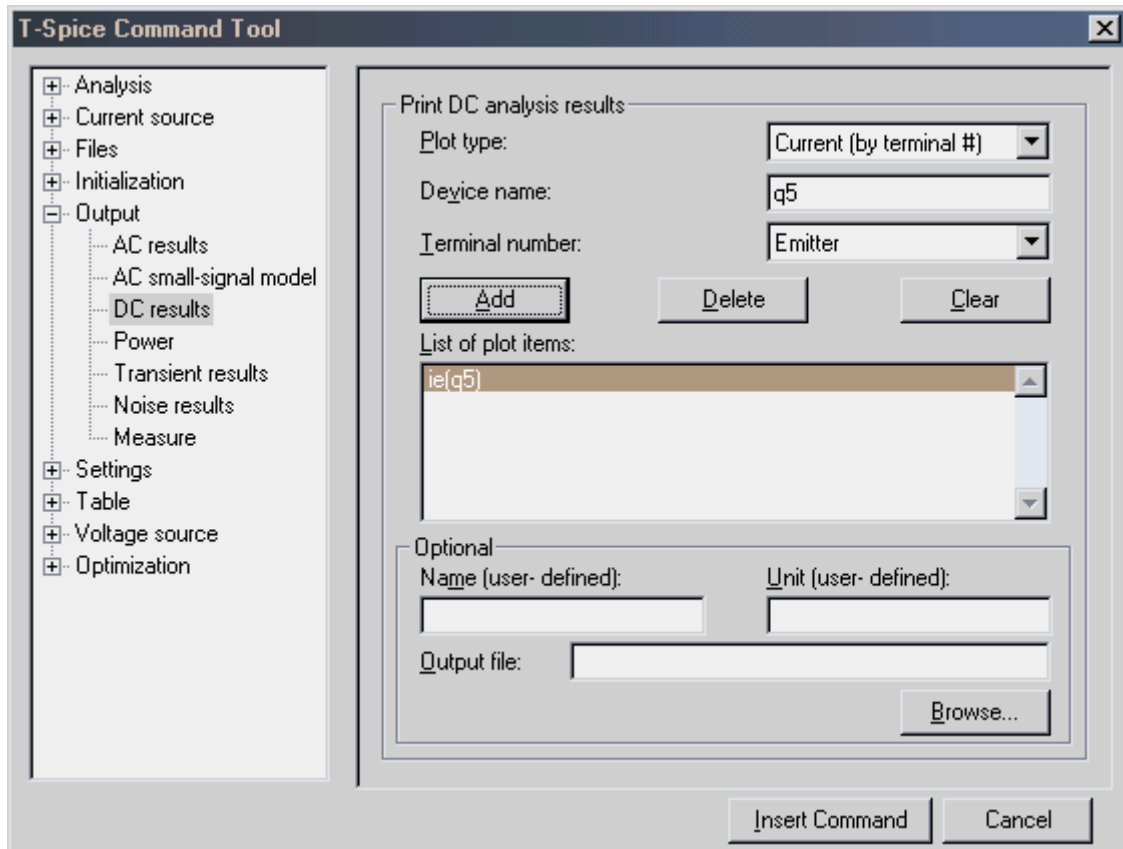 T-Spice Command Tool
Analysis
Current source
Files
Initialization
Output
AC results
AC small-signal model
DC results
Power
Transient results
Noise results
Measure
Settings
Table
Voltage source
Optimization
Print DC analysis results
Plot type:
Current (by terminal #)
Device name:
q5
Terminal number:
Emitter
Add
Delete
Clear
List of plot items:
ie(q5)
Optional
Name (user- defined):
Unit (user- defined):
Output file:
Browse...
Insert Command
Cancel